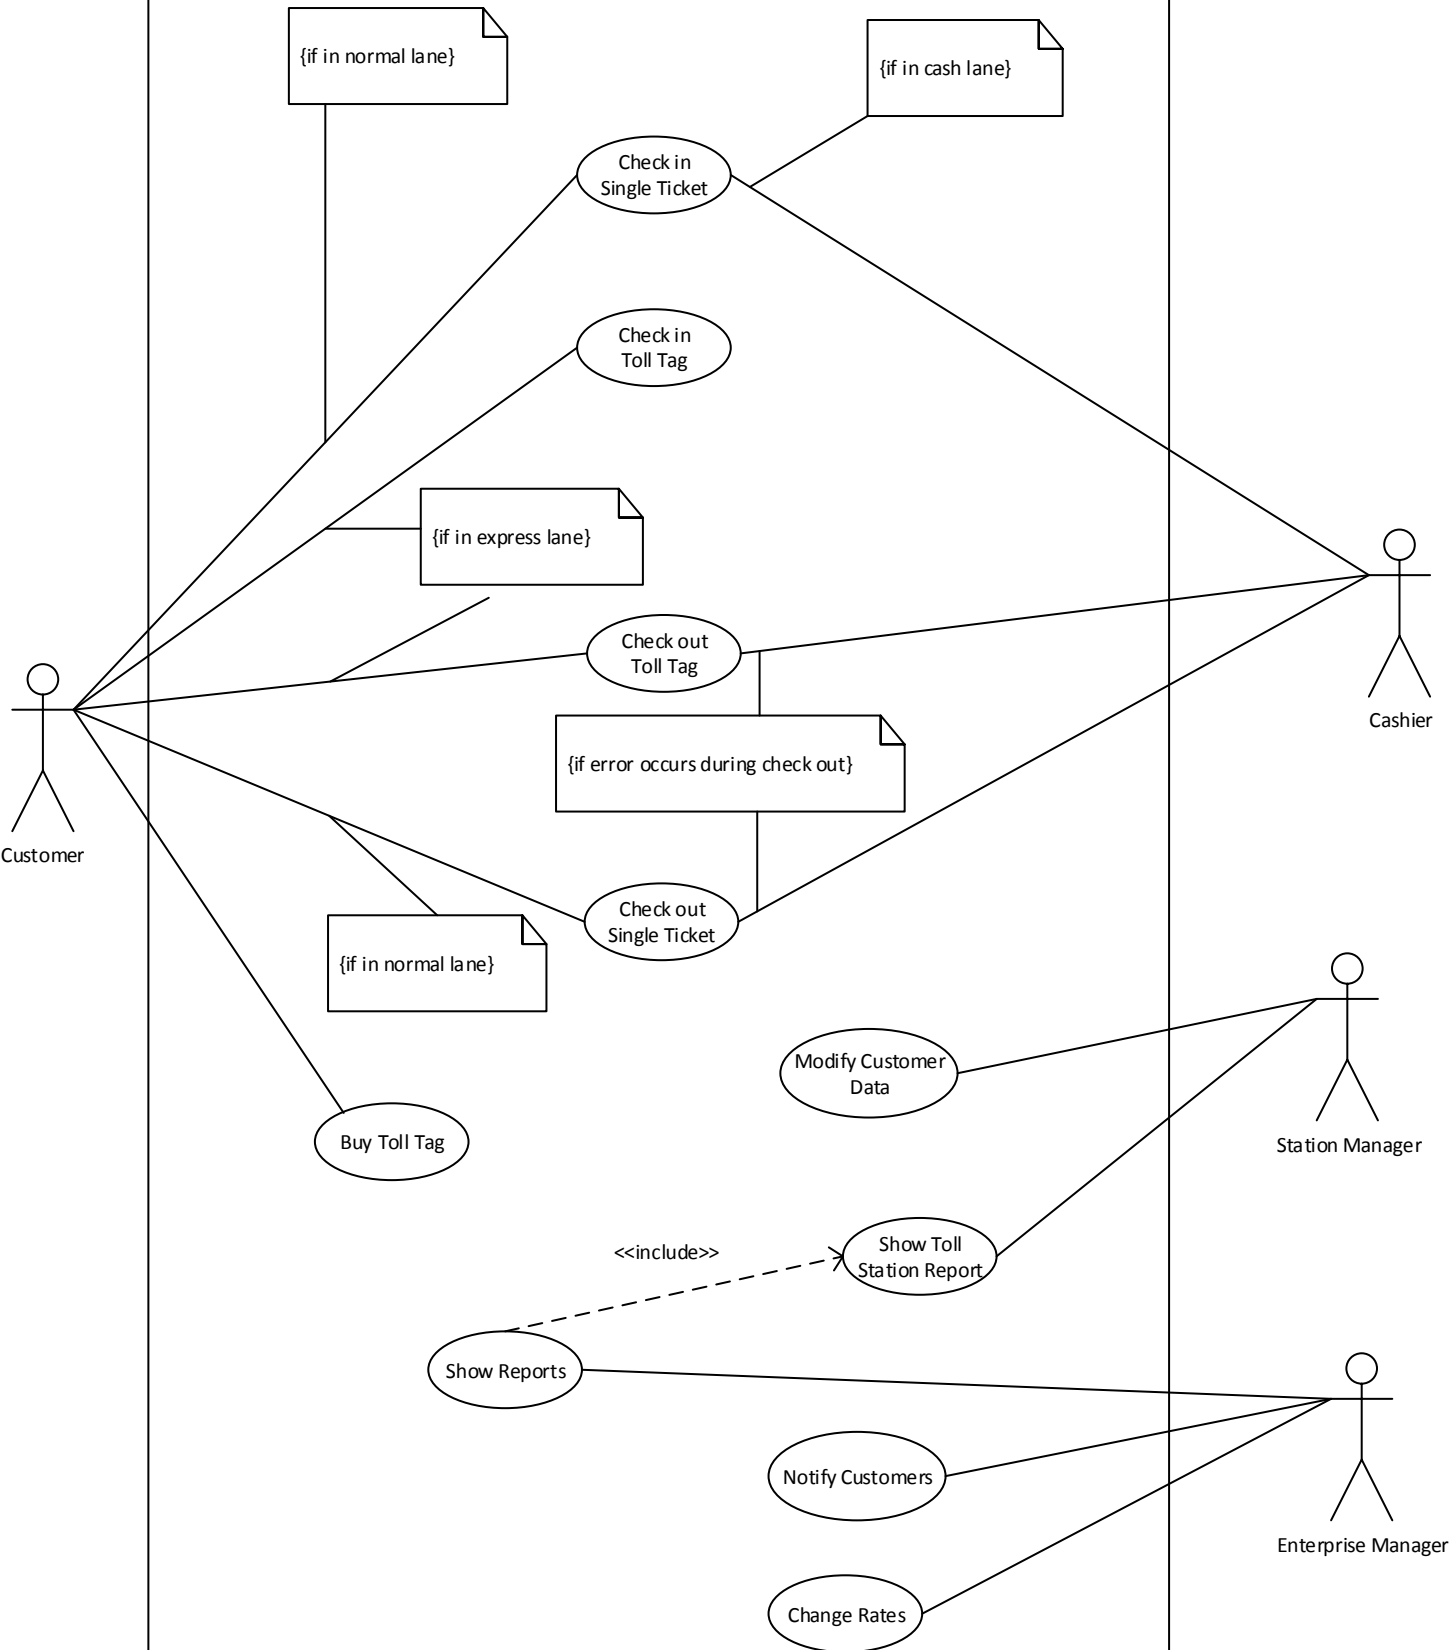 {if in normal lane}
{if in cash lane}
Check in
Single Ticket
Check in
Toll Tag
{if in express lane}
Check out
Toll Tag
Cashier
{if error occurs during check out}
Customer
Check out
Single Ticket
{if in normal lane}
Modify Customer
Data
Buy Toll Tag
Station Manager
<<include>>
Show Toll
Station Report
Show Reports
Notify Customers
Enterprise Manager
Change Rates